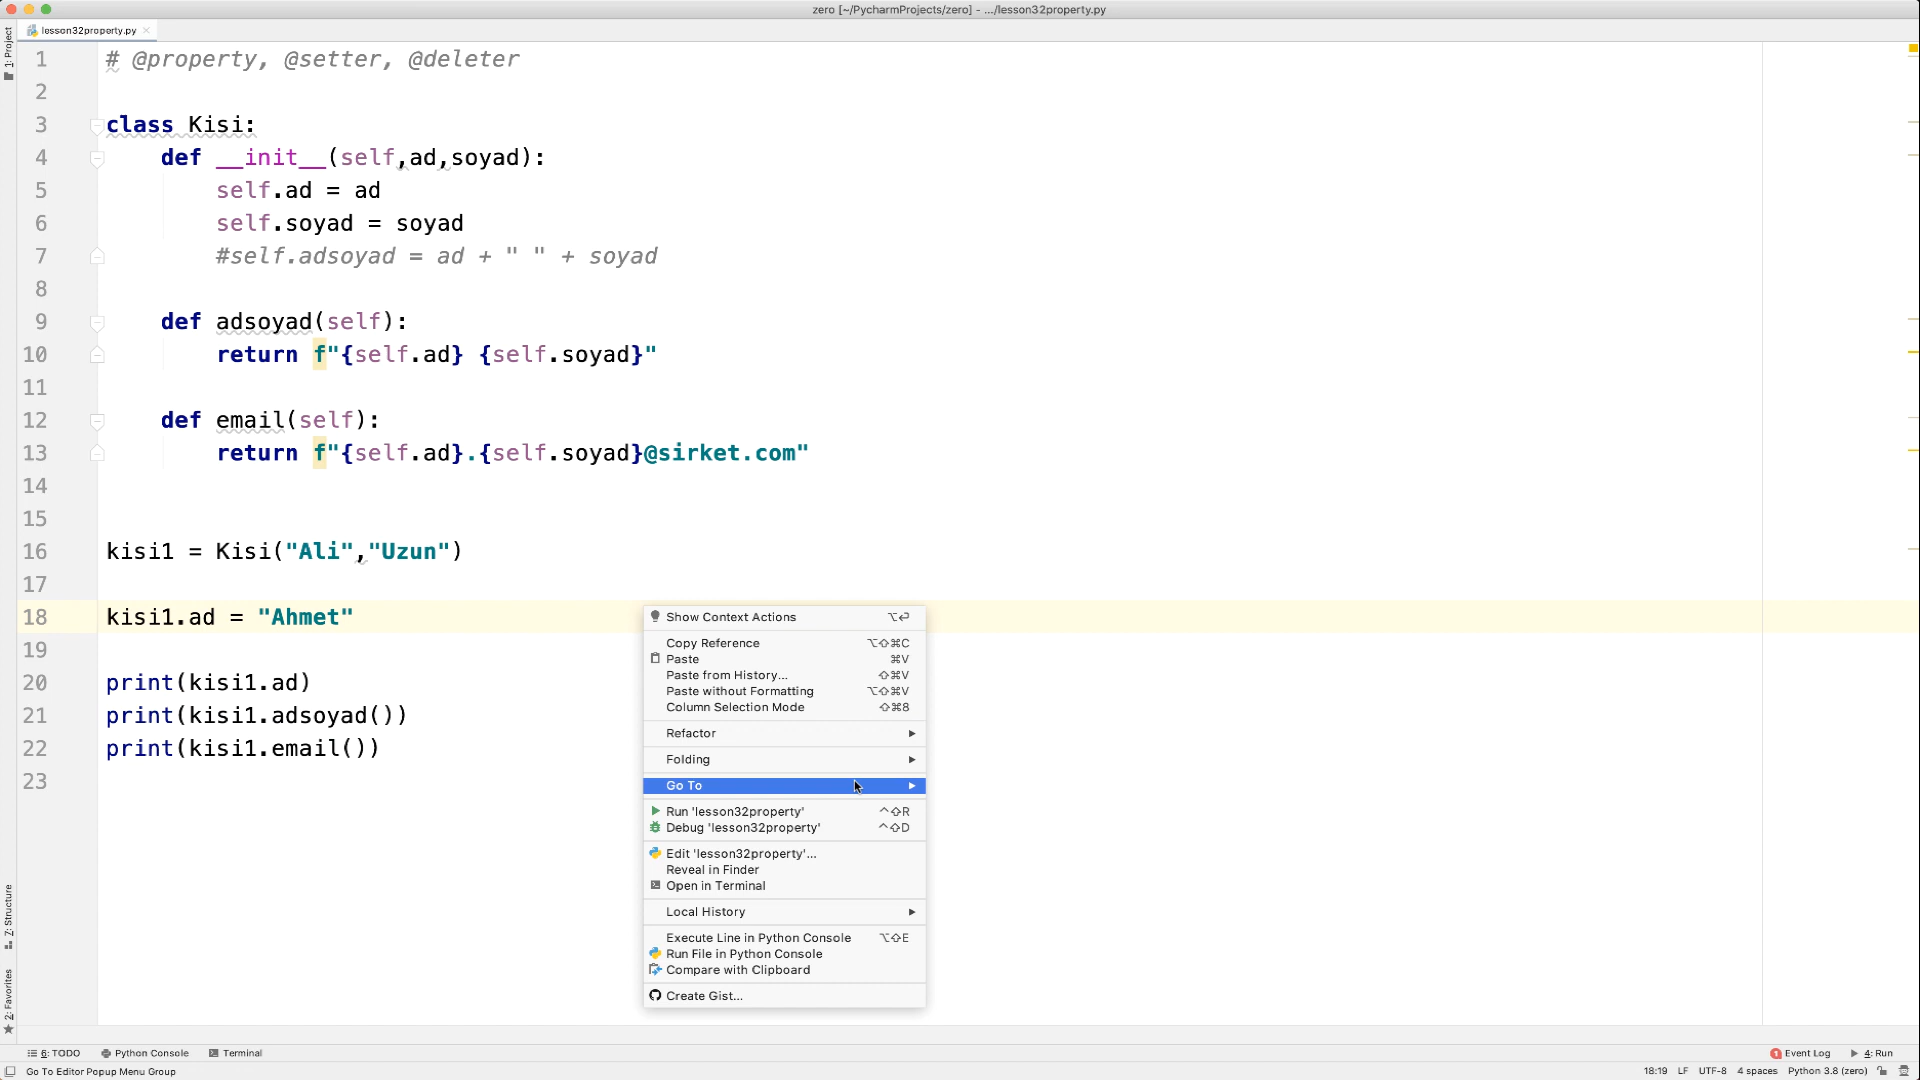 zero [~/PycharmProjects/zero] - .../lesson32property.py
lesson32property.py
1: Project
1 # @property, @setter, @deleter
2
3 class Kisi:
4 def __init__(self,ad,soyad):
5 self.ad = ad
6 self.soyad = soyad
7 #self.adsoyad = ad + " " + soyad
8
9 def adsoyad(self):
10 return f"{self.ad} {self.soyad}"
11
12 def email(self):
13 return f"{self.ad}.{self.soyad}@sirket.com"
14
15
16 kisi1 = Kisi("Ali","Uzun")
17
18 kisi1.ad = "Ahmet"
19
20 print(kisi1.ad)
21 print(kisi1.adsoyad())
22 print(kisi1.email())
23
Show Context Actions ⌥⏎
Copy Reference ⌥⇧⌘C
Paste ⌘V
Paste from History... ⇧⌘V
Paste without Formatting ⌥⇧⌘V
Column Selection Mode ⇧⌘8
Refactor
Folding
Go To
Run 'lesson32property' ^⇧R
Debug 'lesson32property' ^⇧D
Edit 'lesson32property'...
Reveal in Finder
Open in Terminal
Local History
Execute Line in Python Console ⌥⇧E
Run File in Python Console
Compare with Clipboard
Create Gist...
7: Structure
2: Favorites
6: TODO Python Console Terminal 1 Event Log 4: Run
Go To Editor Popup Menu Group 18:19 LF UTF-8 4 spaces Python 3.8 (zero)